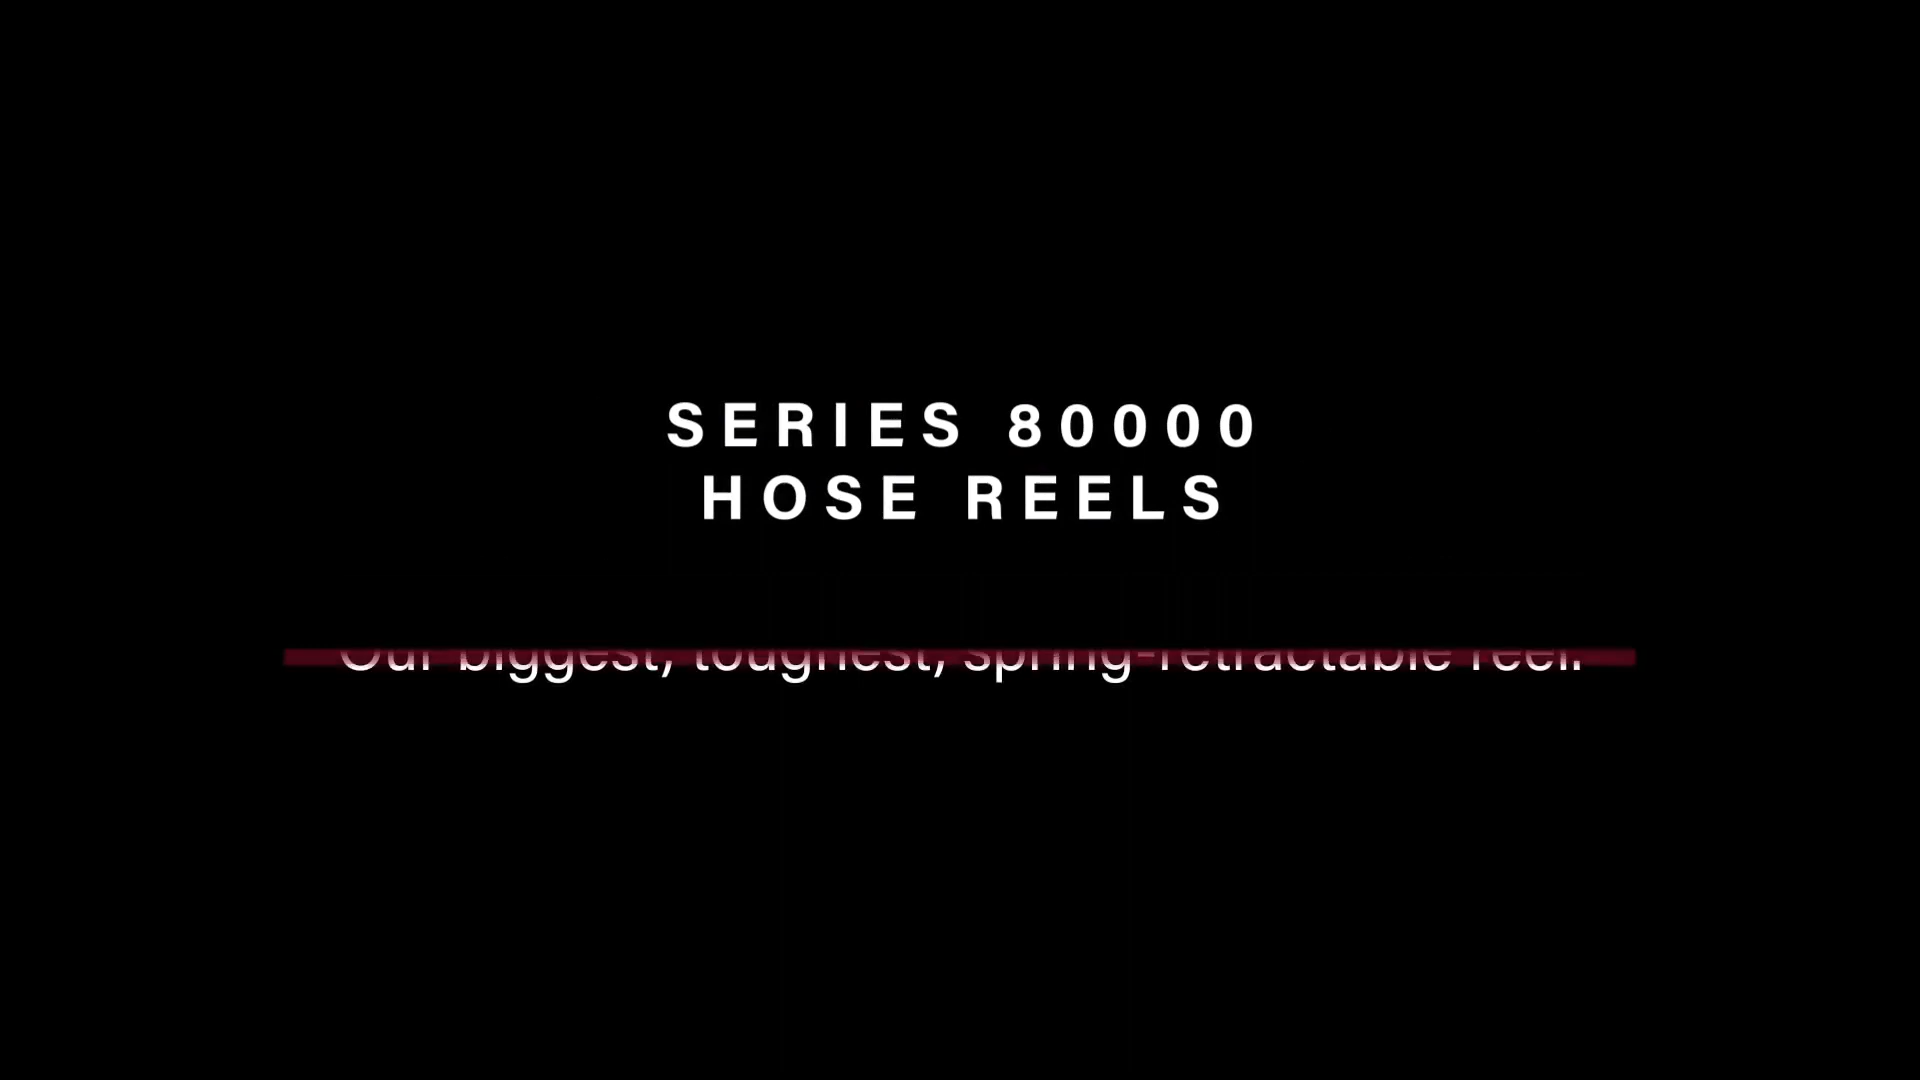 SERIES 80000
HOSE REELS
Our biggest, toughest, spring-retractable reel.